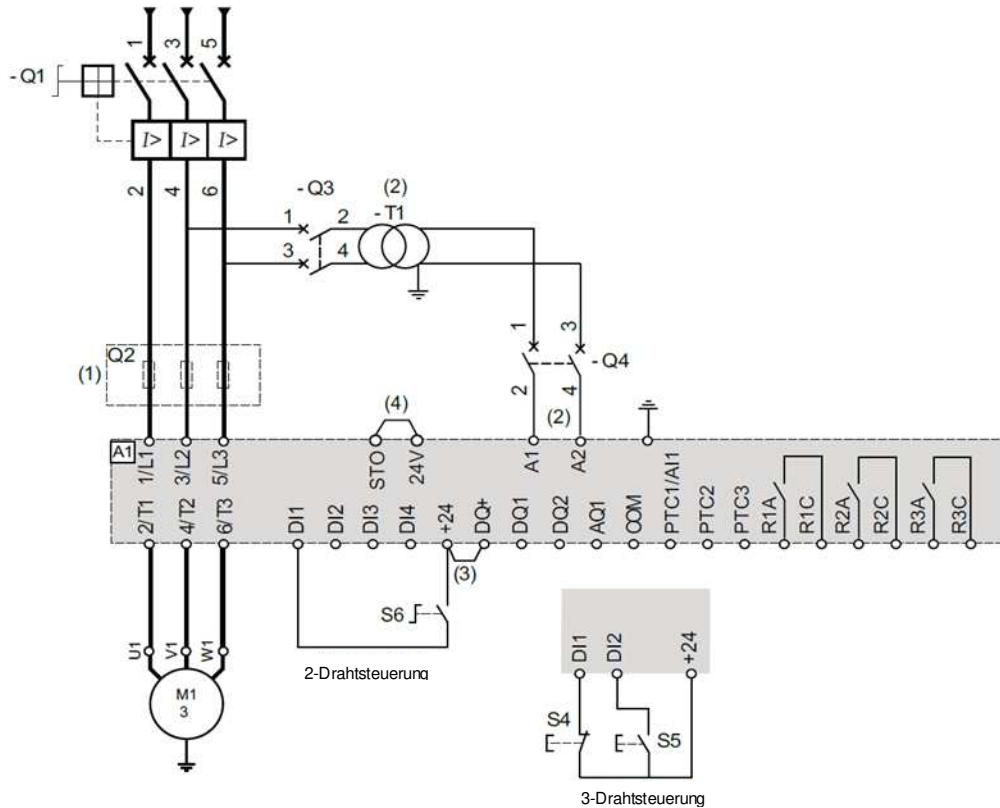 1 3 5
- Q1
I> I> I>
2 4 6
- Q3 (2)
- T1
1 2
3 4
1 3
- Q4
2 4
(2)
Q2
(1)
(4)
A1 1/L1 3/L2 5/L3 STO 24V A1 A2
2/T1 4/T2 6/T3 DI1 DI2 DI3 DI4 +24 DQ+ DQ1 DQ2 AQ1 COM PTC1/AI1 PTC2 PTC3 R1A R1C R2A R2C R3A R3C
(3)
S6
2-Drahtsteuerung
U1 V1 W1
M1
3
DI1 DI2 +24
S4 S5
3-Drahtsteuerung